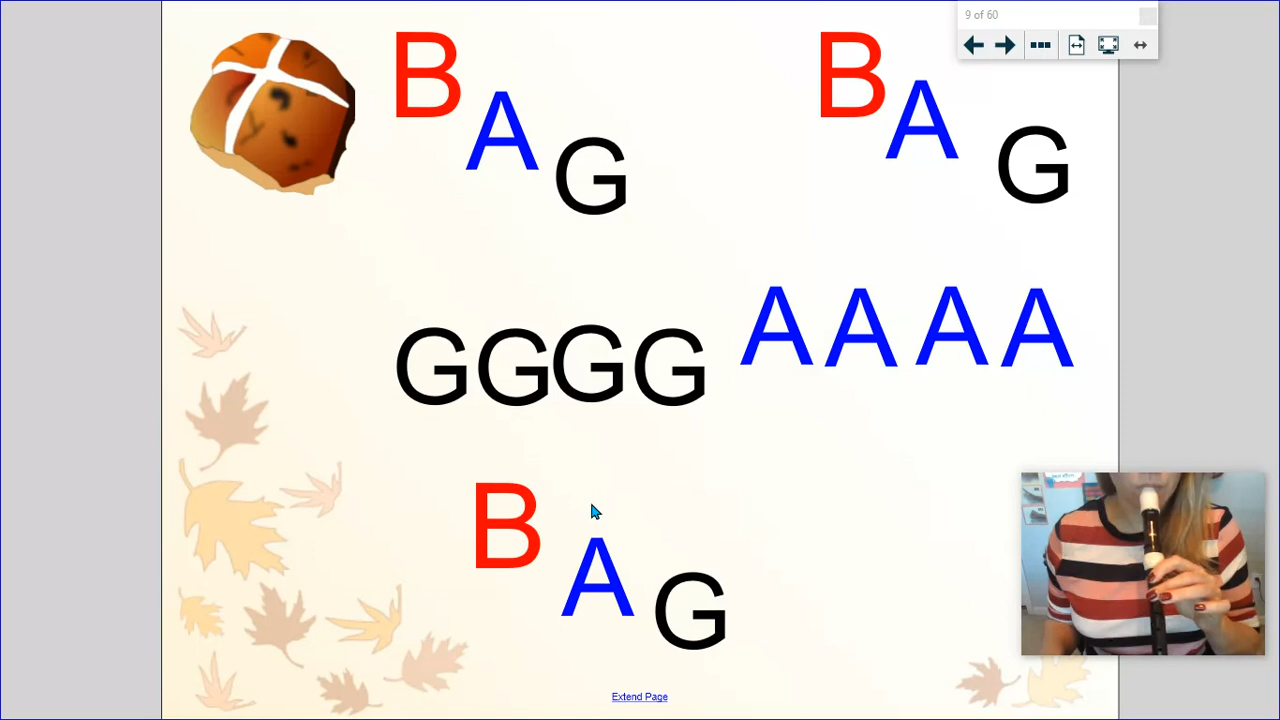 9 of 60
B A G B A G
GGGG AAAA
B A G
Extend Page